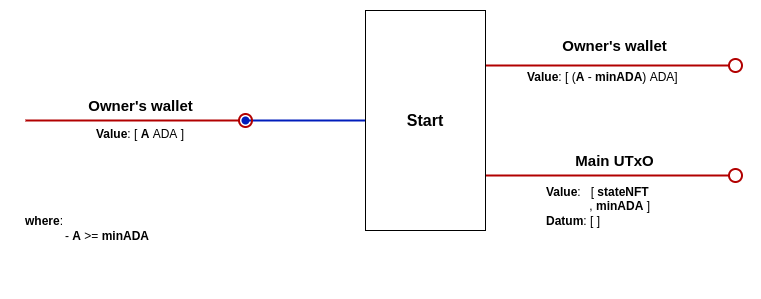 Owner's wallet
Value: [ (A - minADA) ADA]
Owner's wallet
Value: [ A ADA ]
Start
Main UTxO
Value: [ stateNFT
, minADA ]
Datum: [ ]
where:
- A >= minADA